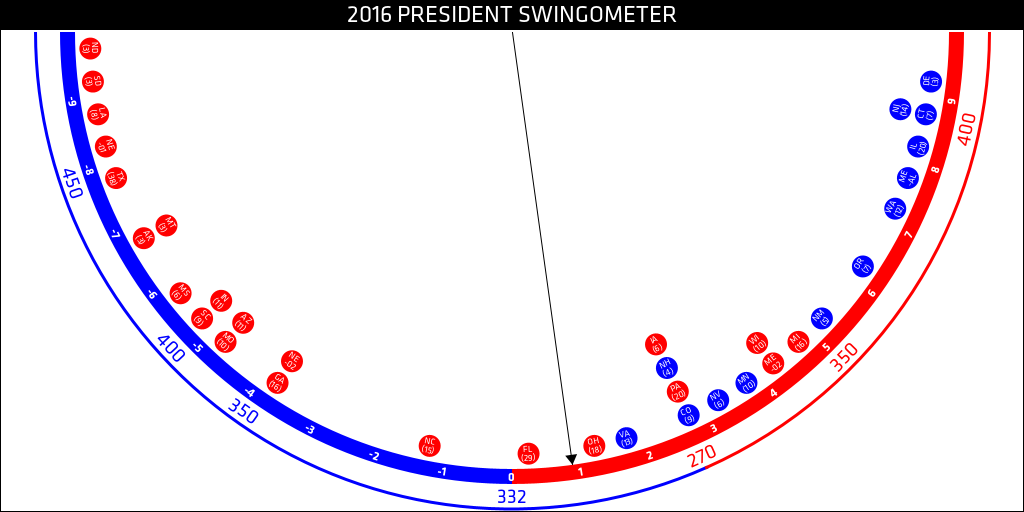 2016 PRESIDENT SWINGOMETER
ND
(3)
SD
(3)
LA
(8)
NE
-01
TX
(38)
MT
(3)
AK
(3)
MS
(6)
SC
(9)
IN
(11)
AZ
(11)
MO
(10)
NE
-02
GA
(16)
NC
(15)
FL
(29)
OH
(18)
VA
(13)
IA
(6)
NH
(4)
PA
(20)
CO
(9)
NV
(6)
MN
(10)
WI
(10)
ME
-02
MI
(16)
NM
(5)
OR
(7)
WA
(12)
ME
-AL
IL
(20)
CT
(7)
NJ
(14)
DE
(3)
-9
-8
-7
-6
-5
-4
-3
-2
-1
0
1
2
3
4
5
6
7
8
9
450
400
350
332
270
350
400